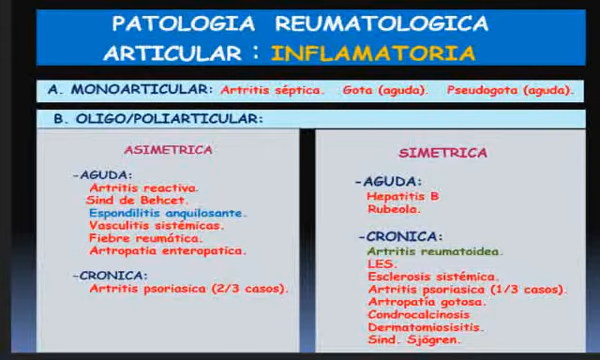 PATOLOGIA REUMATOLOGICA
ARTICULAR : INFLAMATORIA
A. MONOARTICULAR: Artritis séptica. Gota (aguda). Pseudogota (aguda).
B. OLIGO/POLIARTICULAR:
ASIMETRICA
-AGUDA:
Artritis reactiva.
Sind de Behcet.
Espondilitis anquilosante.
Vasculitis sistémicas.
Fiebre reumática.
Artropatia enteropatica.
-CRONICA:
Artritis psoriasica (2/3 casos).
SIMETRICA
-AGUDA:
Hepatitis B
Rubeola.
-CRONICA:
Artritis reumatoidea.
LES.
Esclerosis sistémica.
Artritis psoriasica (1/3 casos).
Artropatía gotosa.
Condrocalcinosis
Dermatomiosisitis.
Sind. Sjögren.